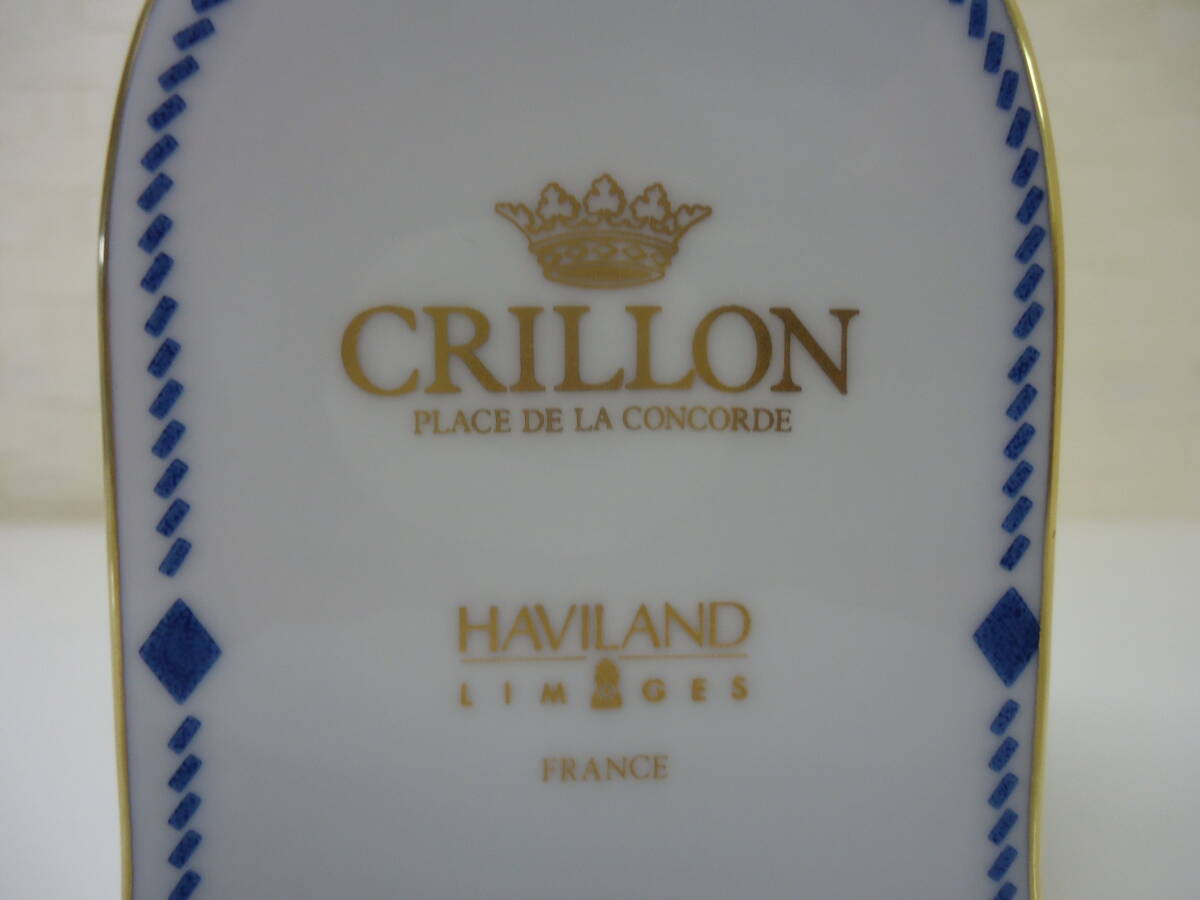 CRILLON
PLACE DE LA CONCORDE
HAVILAND
LIMOGES
FRANCE